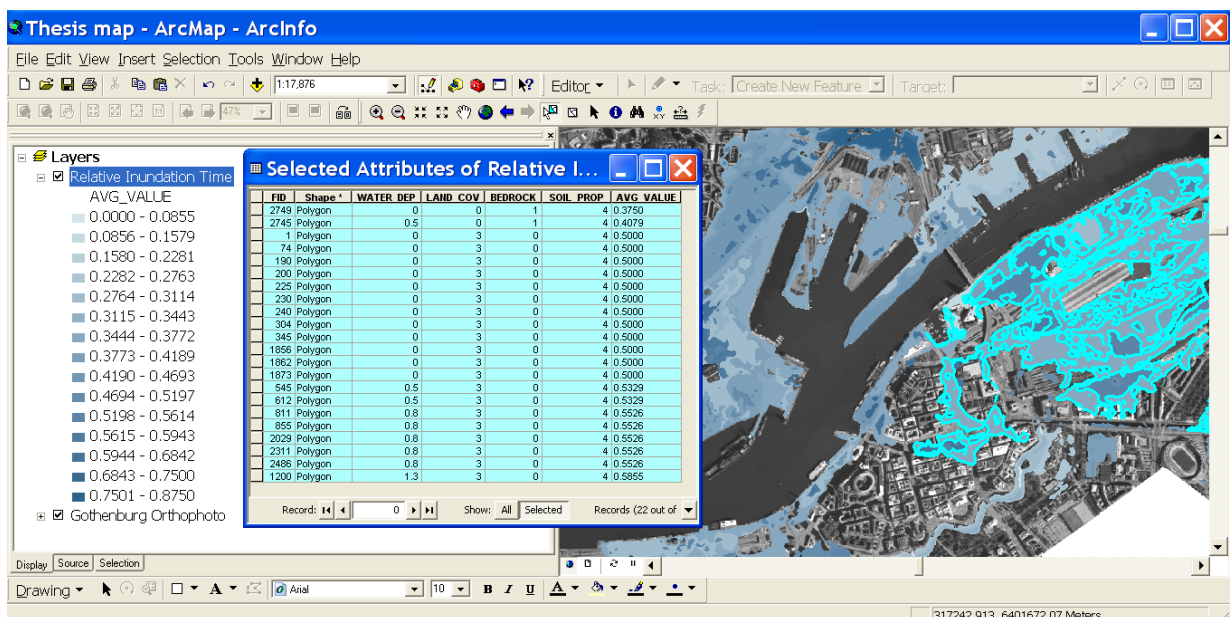 Thesis map - ArcMap - ArcInfo
File Edit View Insert Selection Tools Window Help
1:17,876 Editor Task: Create New Feature Target:
47%
Layers
Relative Inundation Time
AVG_VALUE
0.0000 - 0.0855
0.0856 - 0.1579
0.1580 - 0.2281
0.2282 - 0.2763
0.2764 - 0.3114
0.3115 - 0.3443
0.3444 - 0.3772
0.3773 - 0.4189
0.4190 - 0.4693
0.4694 - 0.5197
0.5198 - 0.5614
0.5615 - 0.5943
0.5944 - 0.6842
0.6843 - 0.7500
0.7501 - 0.8750
Gothenburg Orthophoto
Selected Attributes of Relative I...
FID Shape * WATER_DEP LAND_COV BEDROCK SOIL_PROP AVG_VALUE
2749 Polygon 0 0 1 4 0.3750
2745 Polygon 0.5 0 1 4 0.4079
1 Polygon 0 3 0 4 0.5000
74 Polygon 0 3 0 4 0.5000
190 Polygon 0 3 0 4 0.5000
200 Polygon 0 3 0 4 0.5000
225 Polygon 0 3 0 4 0.5000
230 Polygon 0 3 0 4 0.5000
240 Polygon 0 3 0 4 0.5000
304 Polygon 0 3 0 4 0.5000
345 Polygon 0 3 0 4 0.5000
1856 Polygon 0 3 0 4 0.5000
1862 Polygon 0 3 0 4 0.5000
1873 Polygon 0 3 0 4 0.5000
545 Polygon 0.5 3 0 4 0.5329
612 Polygon 0.5 3 0 4 0.5329
811 Polygon 0.8 3 0 4 0.5526
855 Polygon 0.8 3 0 4 0.5526
2029 Polygon 0.8 3 0 4 0.5526
2311 Polygon 0.8 3 0 4 0.5526
2486 Polygon 0.8 3 0 4 0.5526
1200 Polygon 1.3 3 0 4 0.5855
Record: 0 Show: All Selected Records (22 out of
Display Source Selection
Drawing A Arial 10 B I U A
317242.913 6401672.07 Meters